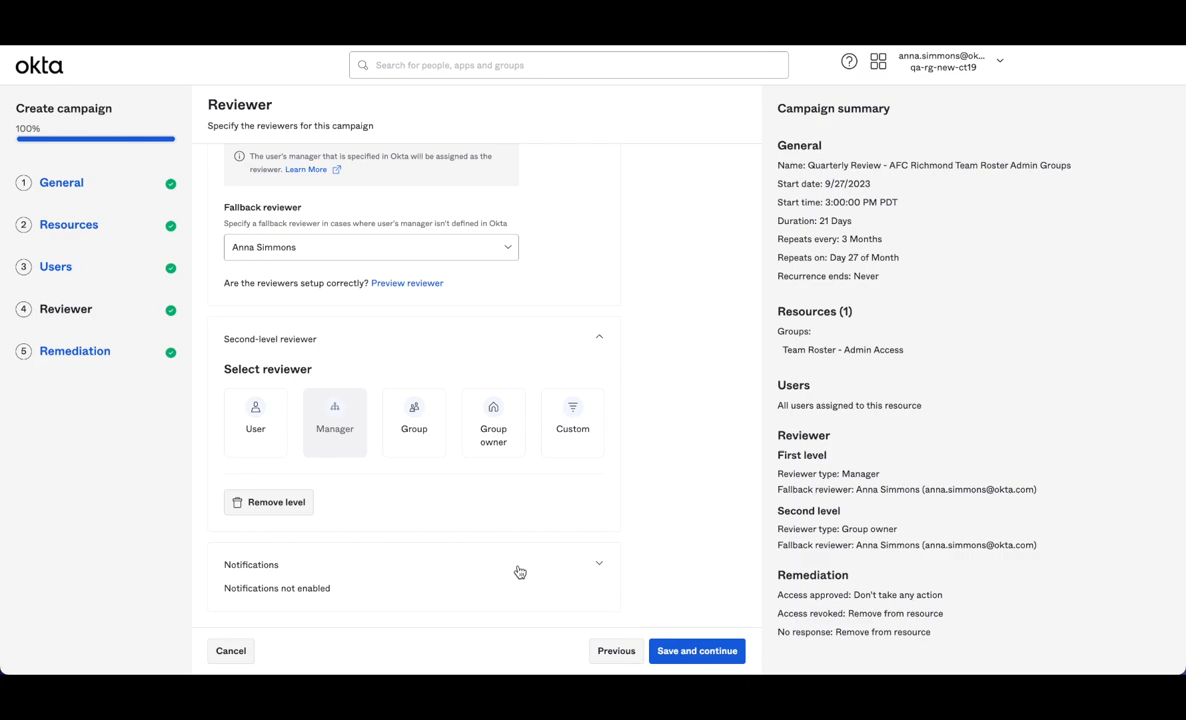 okta
Search for people, apps and groups
anna.simmons@ok...
qa-rg-new-ct19
Create campaign
100%
1 General
2 Resources
3 Users
4 Reviewer
5 Remediation
Reviewer
Specify the reviewers for this campaign
The user's manager that is specified in Okta will be assigned as the
reviewer. Learn More
Fallback reviewer
Specify a fallback reviewer in cases where user's manager isn't defined in Okta
Anna Simmons
Are the reviewers setup correctly? Preview reviewer
Second-level reviewer
Select reviewer
User
Manager
Group
Group
owner
Custom
Remove level
Notifications
Notifications not enabled
Cancel
Previous
Save and continue
Campaign summary
General
Name: Quarterly Review - AFC Richmond Team Roster Admin Groups
Start date: 9/27/2023
Start time: 3:00:00 PM PDT
Duration: 21 Days
Repeats every: 3 Months
Repeats on: Day 27 of Month
Recurrence ends: Never
Resources (1)
Groups:
Team Roster - Admin Access
Users
All users assigned to this resource
Reviewer
First level
Reviewer type: Manager
Fallback reviewer: Anna Simmons (anna.simmons@okta.com)
Second level
Reviewer type: Group owner
Fallback reviewer: Anna Simmons (anna.simmons@okta.com)
Remediation
Access approved: Don't take any action
Access revoked: Remove from resource
No response: Remove from resource